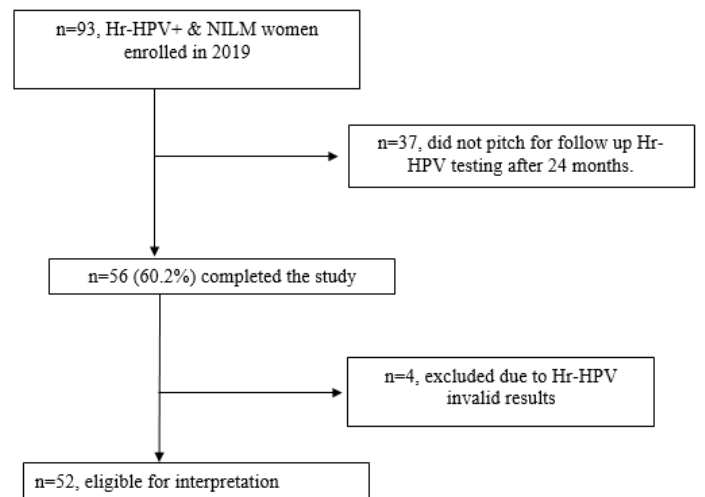 n=93, Hr-HPV+ & NILM women
enrolled in 2019
n=37, did not pitch for follow up Hr-
HPV testing after 24 months.
n=56 (60.2%) completed the study
n=4, excluded due to Hr-HPV
invalid results
n=52, eligible for interpretation